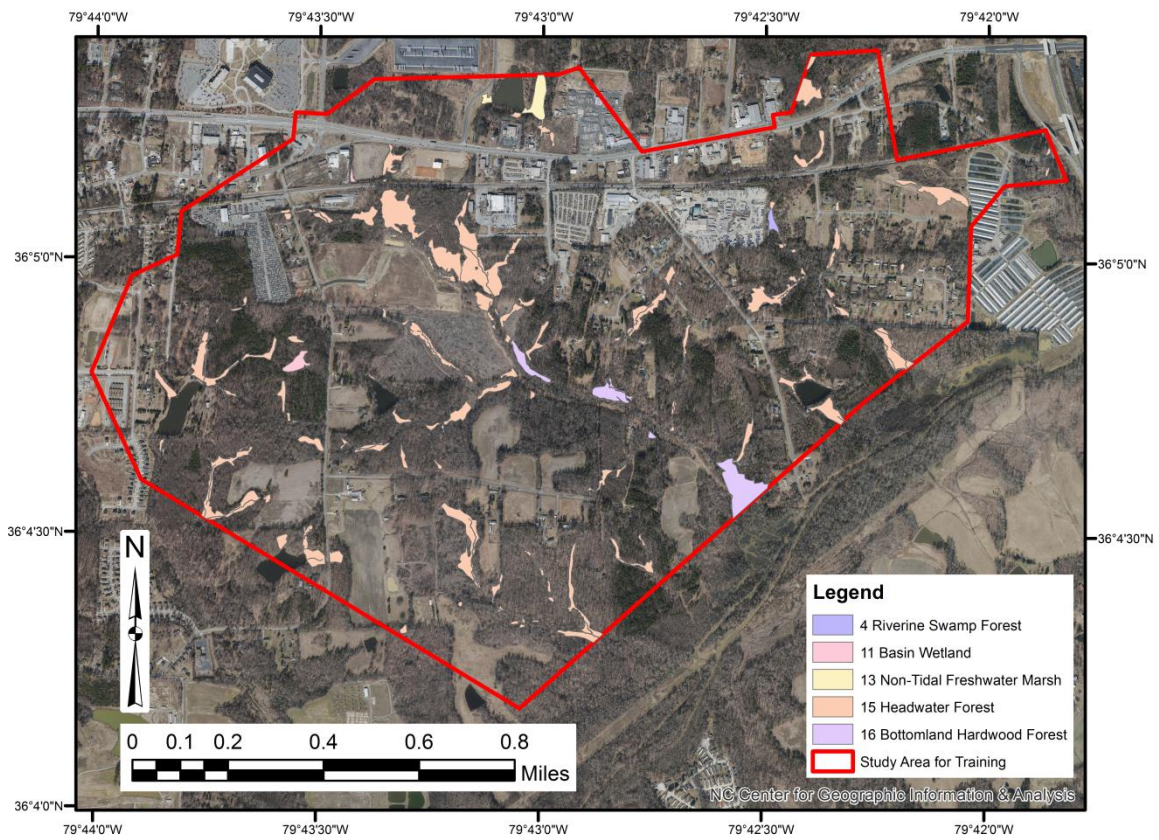 79°44'0"W 79°43'30"W 79°43'0"W 79°42'30"W 79°42'0"W
36°5'0"N 36°5'0"N
36°4'30"N 36°4'30"N
N
Legend
4 Riverine Swamp Forest
11 Basin Wetland
13 Non-Tidal Freshwater Marsh
15 Headwater Forest
16 Bottomland Hardwood Forest
Study Area for Training
0 0.1 0.2 0.4 0.6 0.8
Miles
NC Center for Geographic Information & Analysis
36°4'0"N 36°4'0"N
79°44'0"W 79°43'30"W 79°43'0"W 79°42'30"W 79°42'0"W